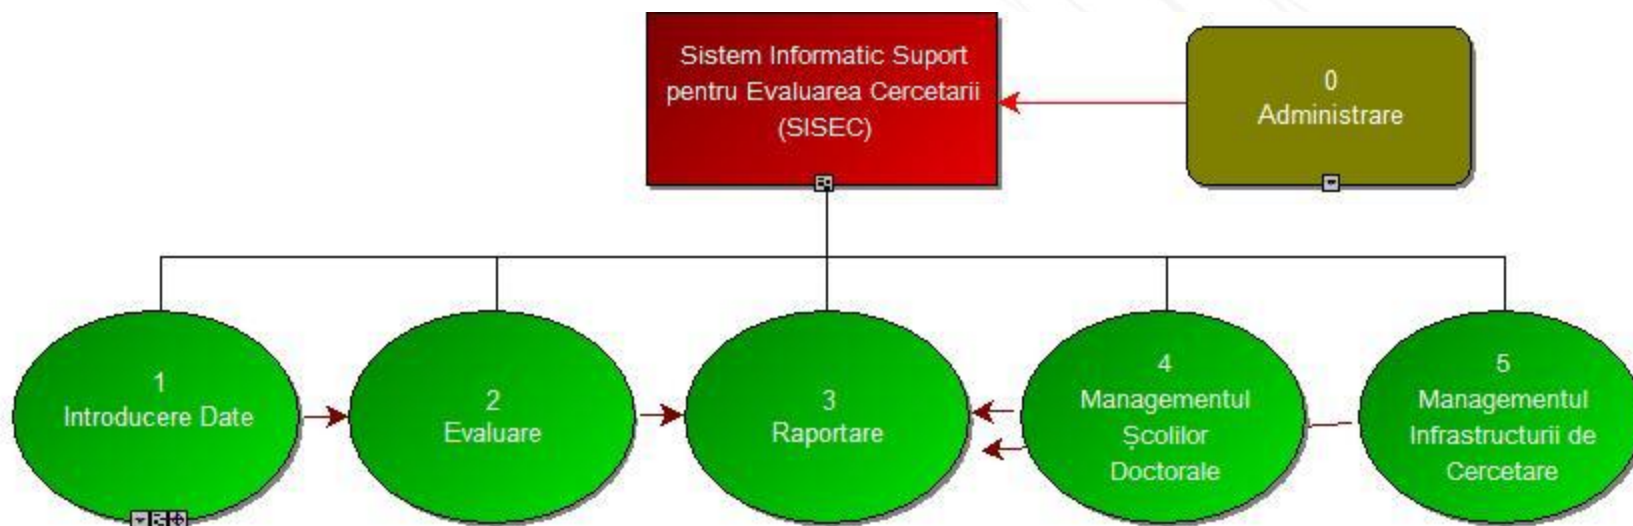 Sistem Informatic Suport
pentru Evaluarea Cercetarii
(SISEC)
0
Administrare
1
Introducere Date
2
Evaluare
3
Raportare
4
Managementul
Școlilor
Doctorale
5
Managementul
Infrastructurii de
Cercetare